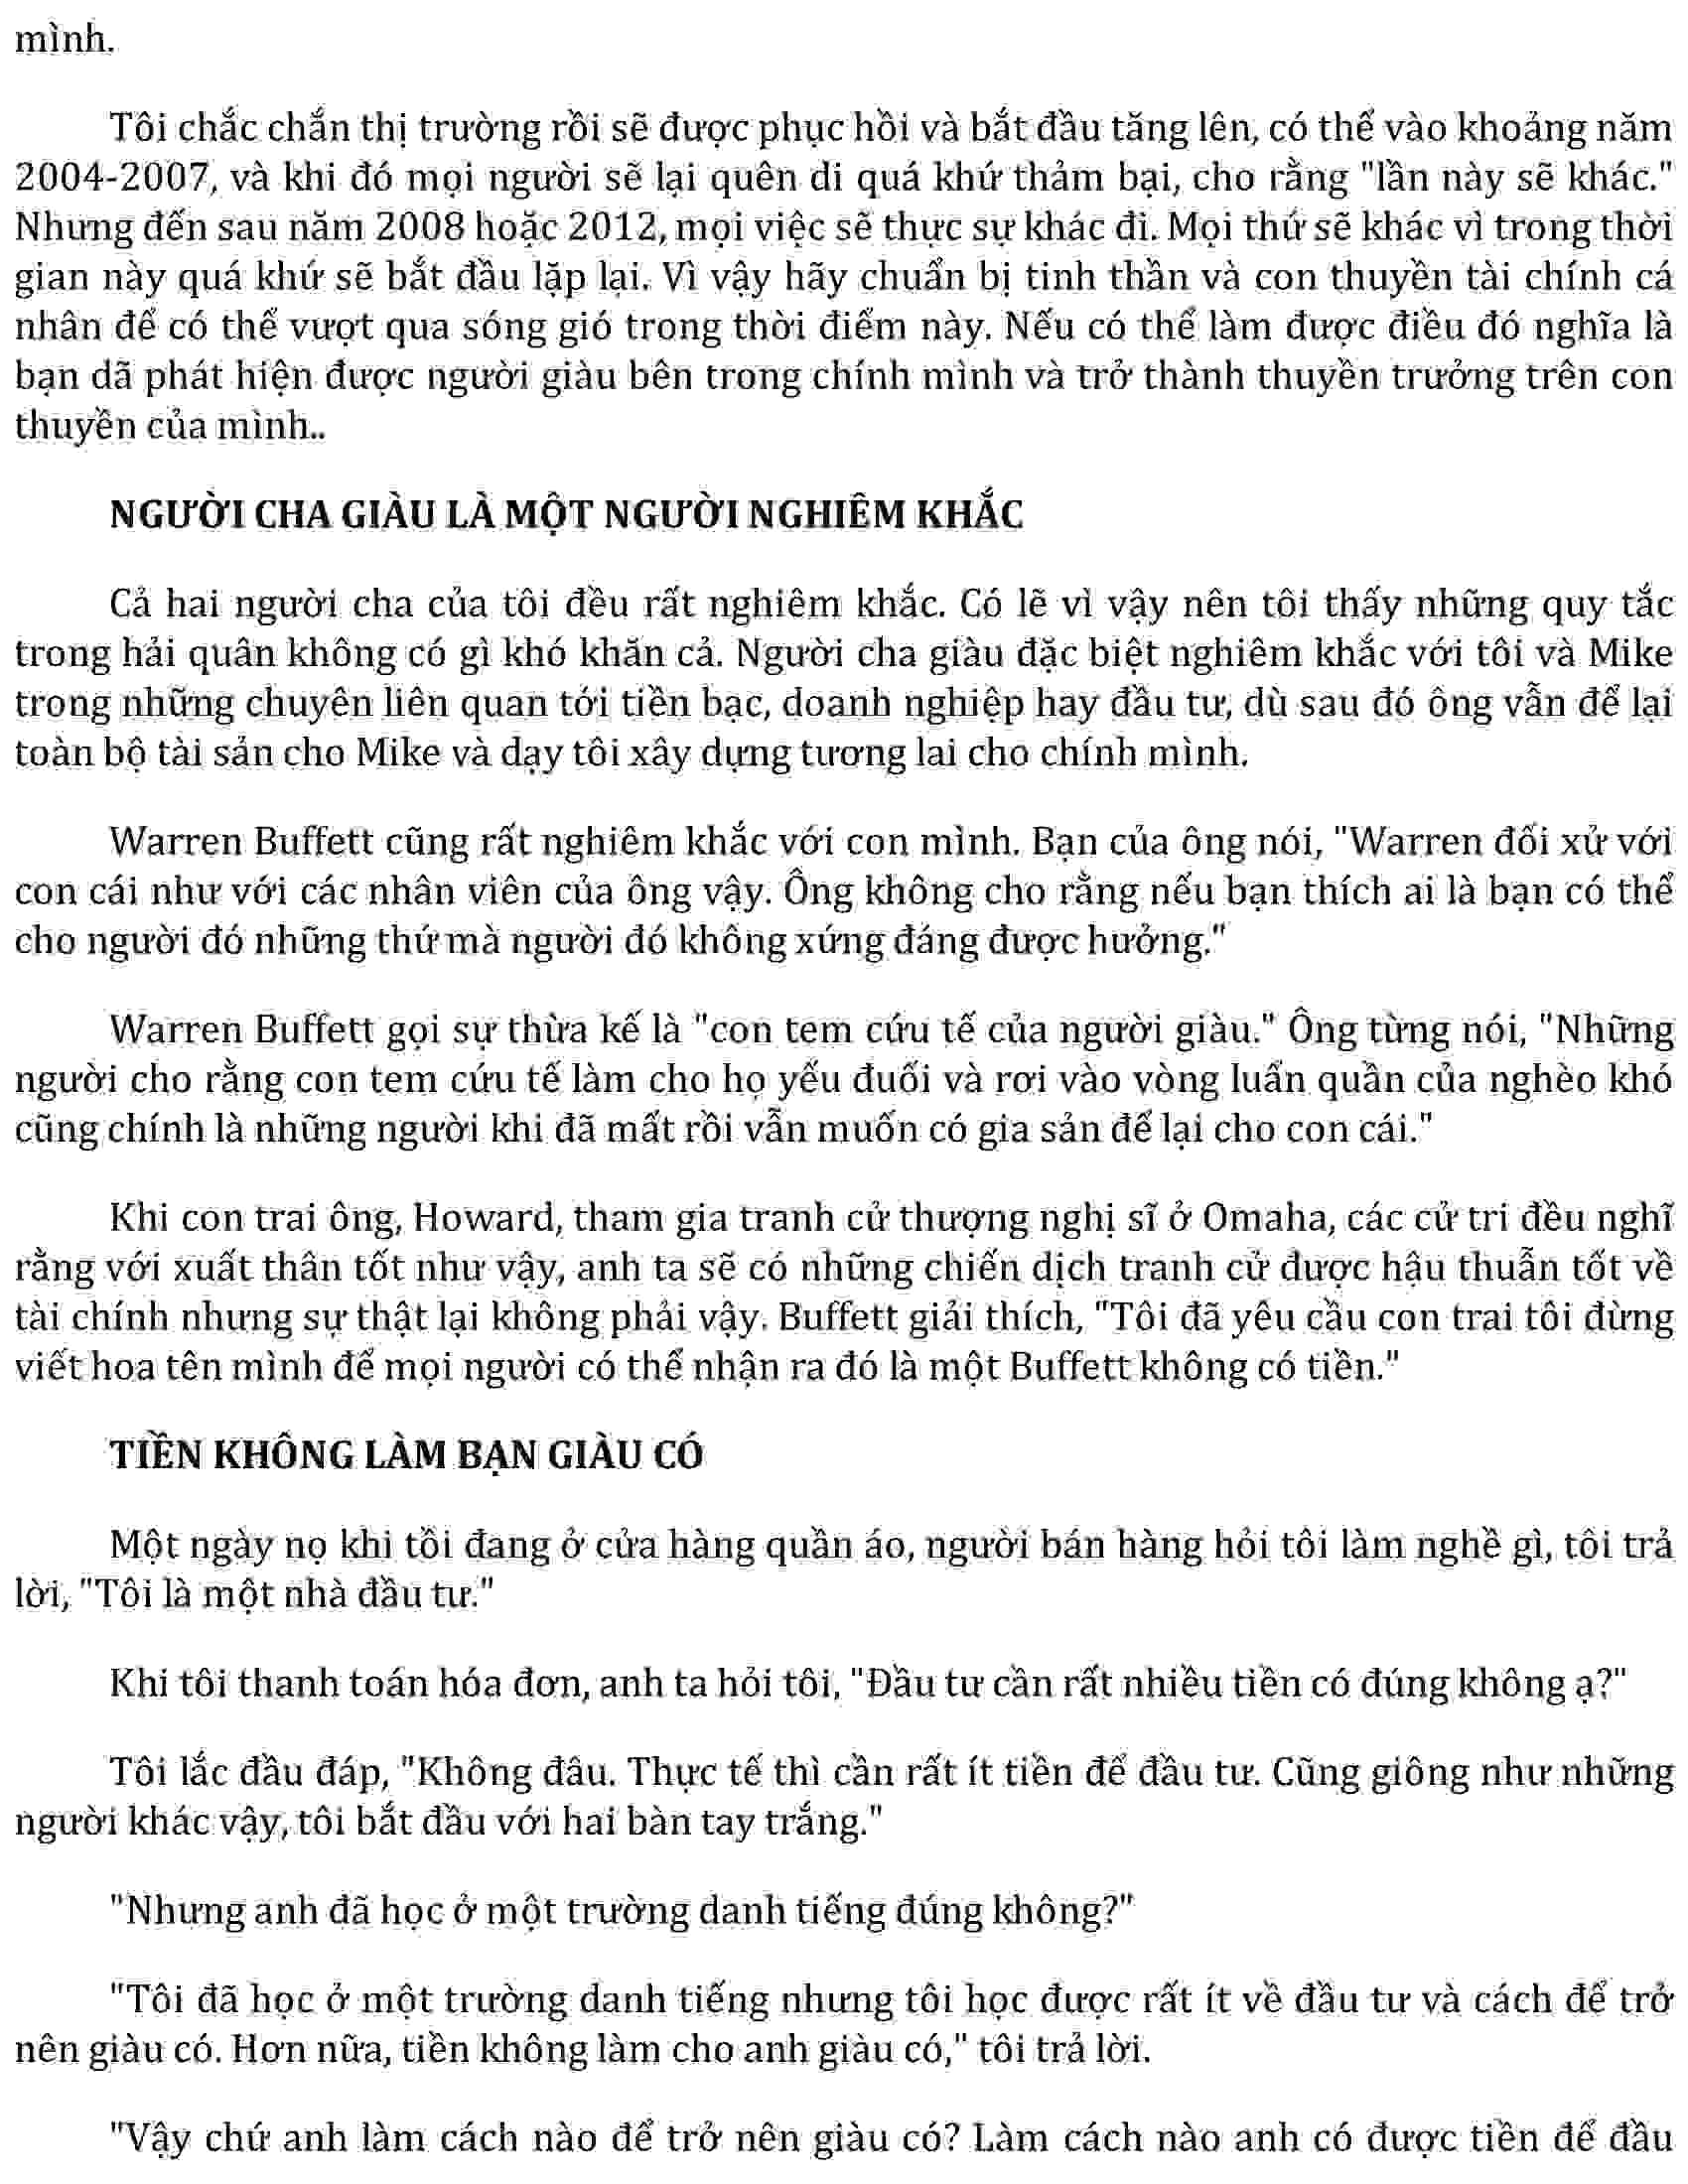 mình.
Tôi chắc chắn thị trường rồi sẽ được phục hồi và bắt đầu tăng lên, có thể vào khoảng năm
2004-2007, và khi đó mọi người sẽ lại quên di quá khứ thảm bại, cho rằng "lần này sẽ khác."
Nhưng đến sau năm 2008 hoặc 2012, mọi việc sẽ thực sự khác đi. Mọi thứ sẽ khác vì trong thời
gian này quá khứ sẽ bắt đầu lặp lại. Vì vậy hãy chuẩn bị tinh thần và con thuyền tài chính cá
nhân để có thể vượt qua sóng gió trong thời điểm này. Nếu có thể làm được điều đó nghĩa là
bạn dã phát hiện được người giàu bên trong chính mình và trở thành thuyền trưởng trên con
thuyền của mình..
NGƯỜI CHA GIÀU LÀ MỘT NGƯỜI NGHIÊM KHẮC
Cả hai người cha của tôi đều rất nghiêm khắc. Có lẽ vì vậy nên tôi thấy những quy tắc
trong hải quân không có gì khó khăn cả. Người cha giàu đặc biệt nghiêm khắc với tôi và Mike
trong những chuyên liên quan tới tiền bạc, doanh nghiệp hay đầu tư, dù sau đó ông vẫn để lại
toàn bộ tài sản cho Mike và dạy tôi xây dựng tương lai cho chính mình.
Warren Buffett cũng rất nghiêm khắc với con mình. Bạn của ông nói, "Warren đối xử với
con cái như với các nhân viên của ông vậy. Ông không cho rằng nếu bạn thích ai là bạn có thể
cho người đó những thứ mà người đó không xứng đáng được hưởng."
Warren Buffett gọi sự thừa kế là "con tem cứu tế của người giàu." Ông từng nói, "Những
người cho rằng con tem cứu tế làm cho họ yếu đuối và rơi vào vòng luẩn quần của nghèo khó
cũng chính là những người khi đã mất rồi vẫn muốn có gia sản để lại cho con cái."
Khi con trai ông, Howard, tham gia tranh cử thượng nghị sĩ ở Omaha, các cử tri đều nghĩ
rằng với xuất thân tốt như vậy, anh ta sẽ có những chiến dịch tranh cử được hậu thuẫn tốt về
tài chính nhưng sự thật lại không phải vậy. Buffett giải thích, "Tôi đã yêu cầu con trai tôi đừng
viết hoa tên mình để mọi người có thể nhận ra đó là một Buffett không có tiền."
TIỀN KHÔNG LÀM BẠN GIÀU CÓ
Một ngày nọ khi tồi đang ở cửa hàng quần áo, người bán hàng hỏi tôi làm nghề gì, tôi trả
lời, "Tôi là một nhà đầu tư."
Khi tôi thanh toán hóa đơn, anh ta hỏi tôi, "Đầu tư cần rất nhiều tiền có đúng không ạ?"
Tôi lắc đầu đáp, "Không đâu. Thực tế thì cần rất ít tiền để đầu tư. Cũng giông như những
người khác vậy, tôi bắt đầu với hai bàn tay trắng."
"Nhưng anh đã học ở một trường danh tiếng đúng không?"
"Tôi đã học ở một trường danh tiếng nhưng tôi học được rất ít về đầu tư và cách để trở
nên giàu có. Hơn nữa, tiền không làm cho anh giàu có," tôi trả lời.
"Vậy chứ anh làm cách nào để trở nên giàu có? Làm cách nào anh có được tiền để đầu